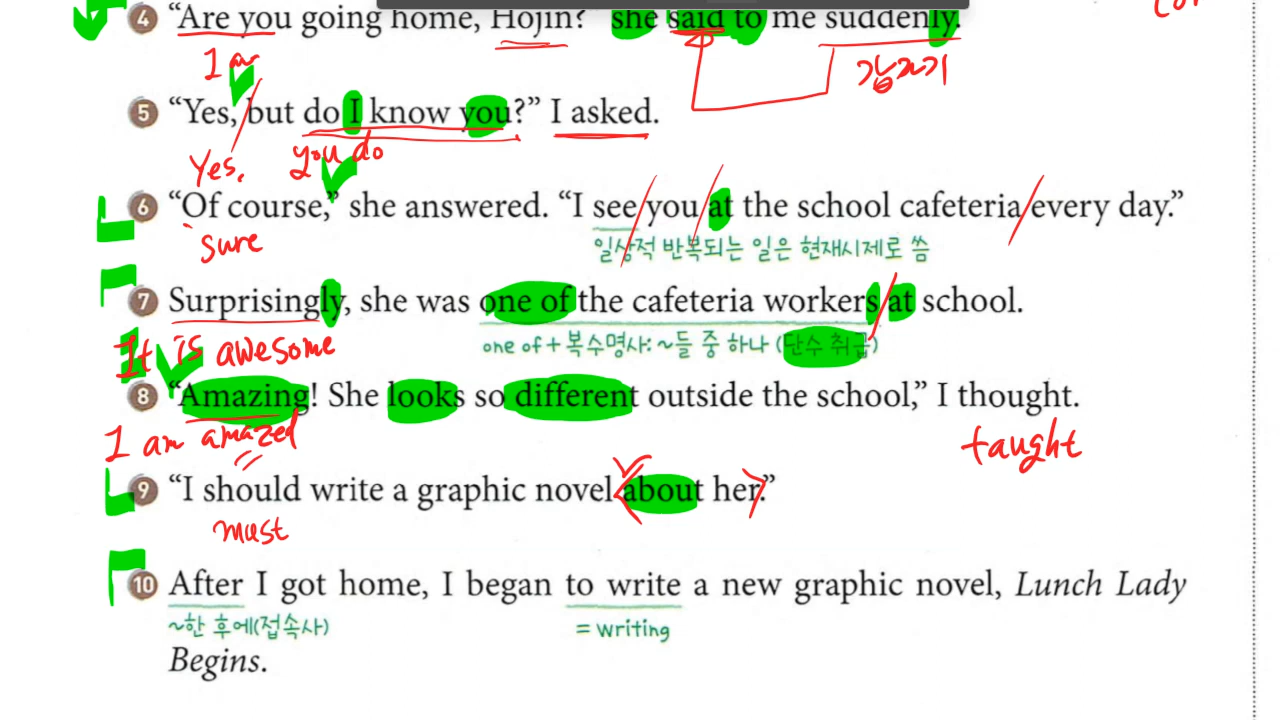 4 "Are you going home, Hojin?" she said to me suddenly.
갑자기
5 "Yes, but do I know you?" I asked.
Yes. you do
6 "Of course," she answered. "I see you at the school cafeteria every day."
sure
일상적 반복되는 일은 현재시제로 씀
7 Surprisingly, she was one of the cafeteria workers at school.
one of + 복수명사: ~들 중 하나 (단수 취급)
It is awesome
8 "Amazing! She looks so different outside the school," I thought.
I am amazed
taught
9 "I should write a graphic novel about her."
must
10 After I got home, I began to write a new graphic novel, Lunch Lady
~한 후에(접속사)
= writing
Begins.